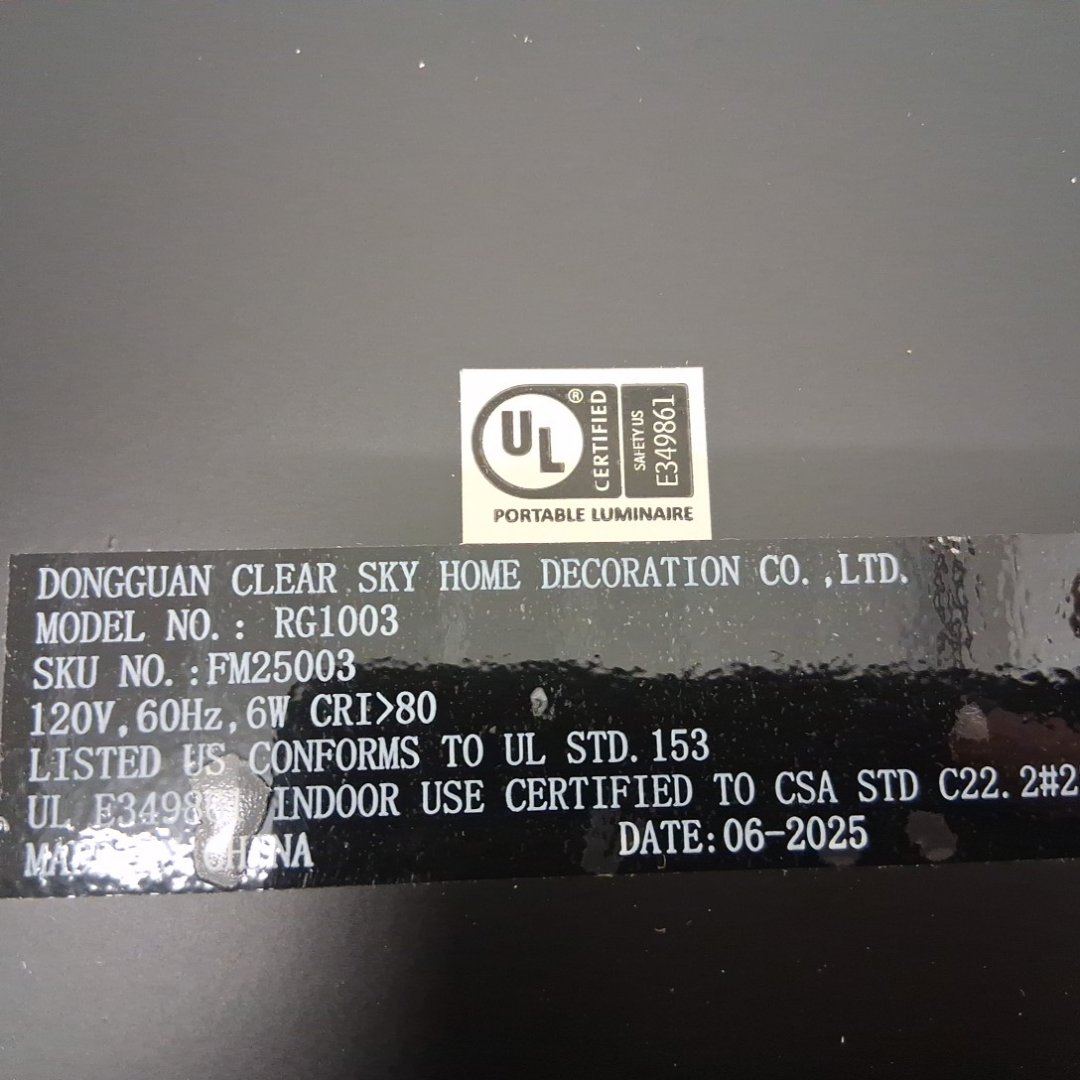 UL ® CERTIFIED SAFETY US E349861
PORTABLE LUMINAIRE
DONGGUAN CLEAR SKY HOME DECORATION CO.,LTD.
MODEL NO.: RG1003
SKU NO.:FM25003
120V,60Hz,6W CRI>80
LISTED US CONFORMS TO UL STD.153
UL INDOOR USE CERTIFIED TO CSA STD C22.2#2
DATE:06-2025